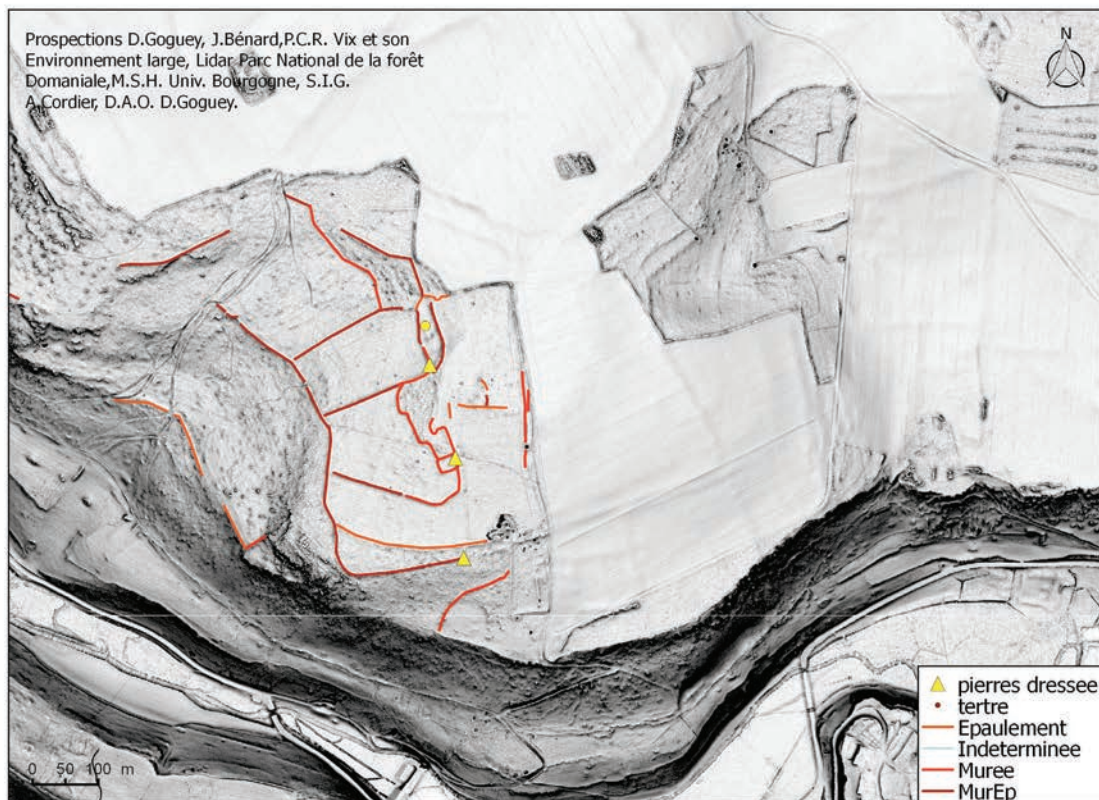 Prospections D.Goguey, J.Bénard,P.C.R. Vix et son
Environnement large, Lidar Parc National de la forêt
Domaniale,M.S.H. Univ. Bourgogne, S.I.G.
A.Cordier, D.A.O. D.Goguey.
N
pierres dressee
tertre
Epaulement
Indeterminee
Muree
MurEp
0 50 100 m